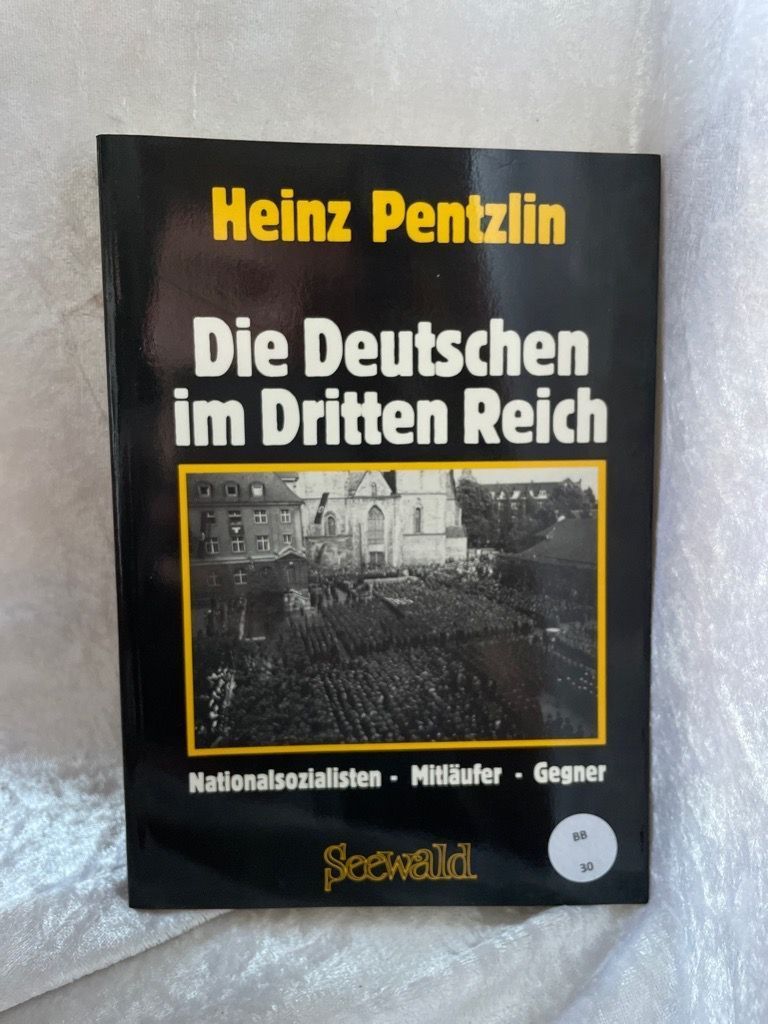 Heinz Pentzlin
Die Deutschen
im Dritten Reich
Nationalsozialisten - Mitläufer - Gegner
Seewald
BB
30